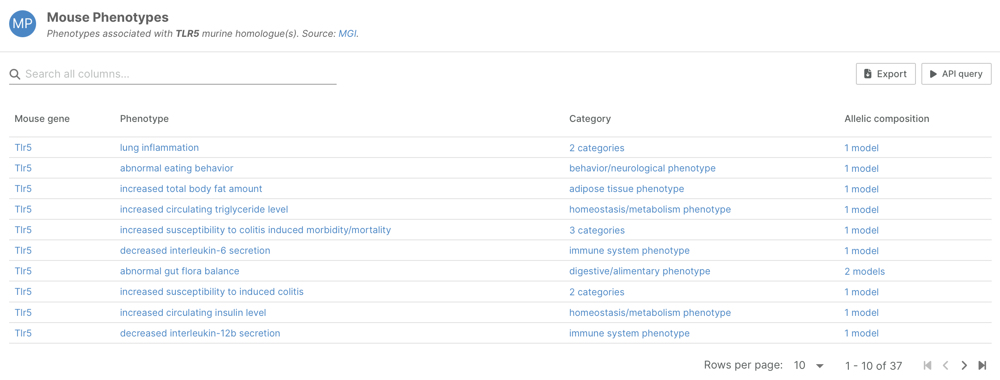 MP
Mouse Phenotypes
Phenotypes associated with TLR5 murine homologue(s). Source: MGI.
Search all columns...
Export
API query
Mouse gene Phenotype Category Allelic composition
Tlr5 lung inflammation 2 categories 1 model
Tlr5 abnormal eating behavior behavior/neurological phenotype 1 model
Tlr5 increased total body fat amount adipose tissue phenotype 1 model
Tlr5 increased circulating triglyceride level homeostasis/metabolism phenotype 1 model
Tlr5 increased susceptibility to colitis induced morbidity/mortality 3 categories 1 model
Tlr5 decreased interleukin-6 secretion immune system phenotype 1 model
Tlr5 abnormal gut flora balance digestive/alimentary phenotype 2 models
Tlr5 increased susceptibility to induced colitis 2 categories 1 model
Tlr5 increased circulating insulin level homeostasis/metabolism phenotype 1 model
Tlr5 decreased interleukin-12b secretion immune system phenotype 1 model
Rows per page: 10 1 - 10 of 37